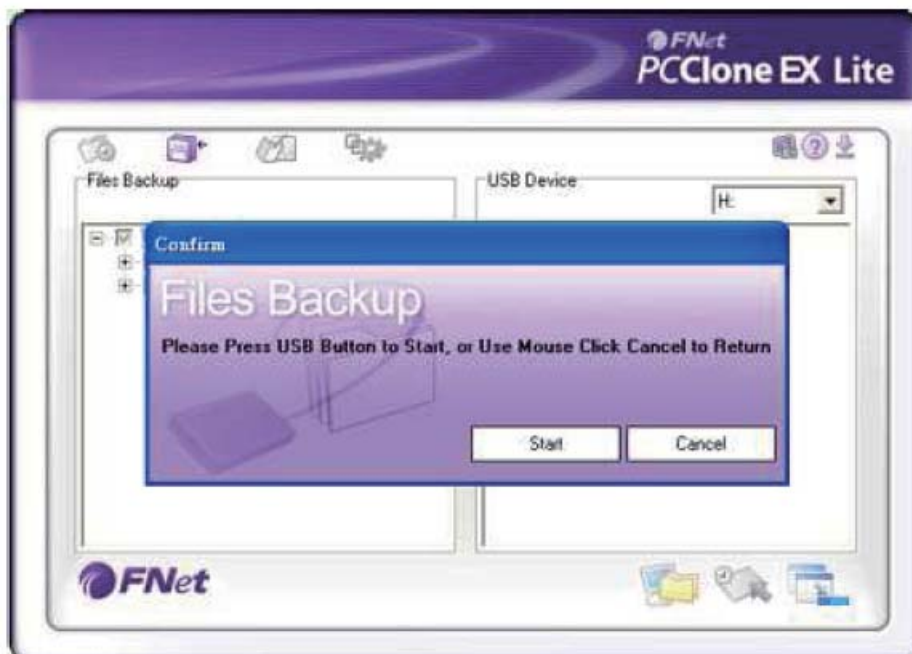 FNet
PCClone EX Lite
Files Backup
USB Device
H:
Confirm
Files Backup
Please Press USB Button to Start, or Use Mouse Click Cancel to Return
Start
Cancel
FNet